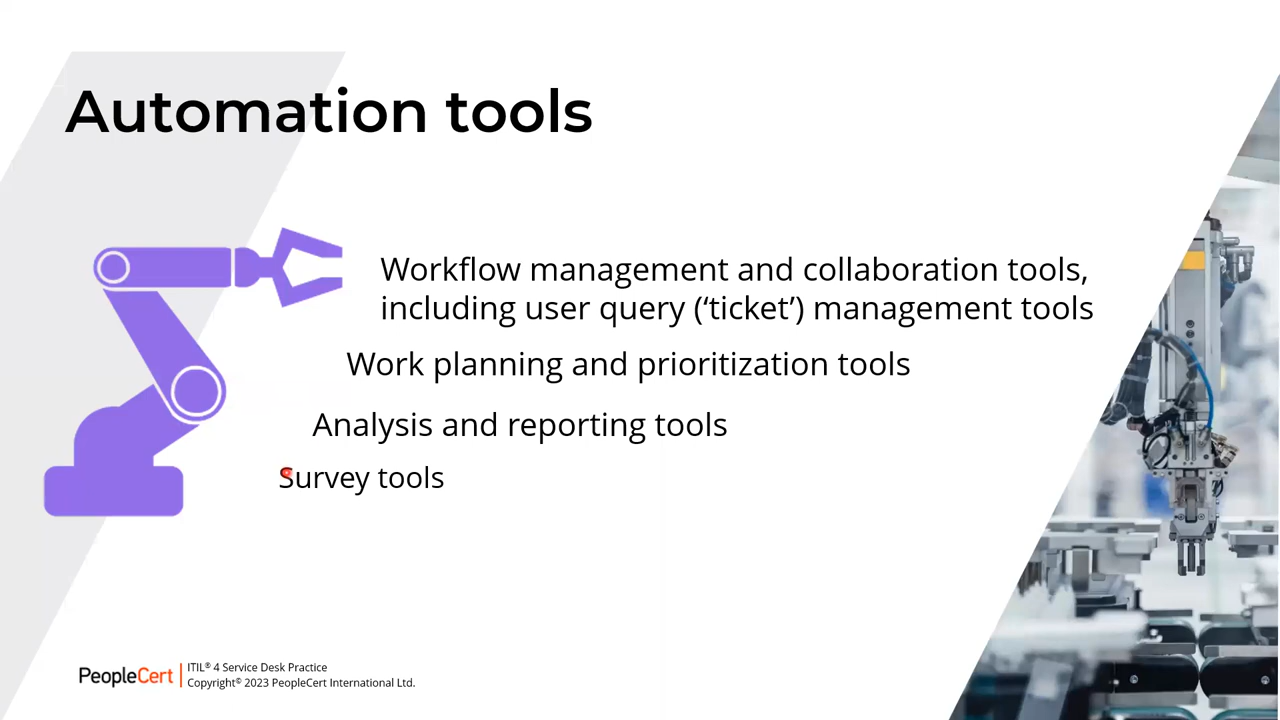 Automation tools
Workflow management and collaboration tools,
including user query (‘ticket’) management tools
Work planning and prioritization tools
Analysis and reporting tools
Survey tools
PeopleCert
ITIL® 4 Service Desk Practice
Copyright© 2023 PeopleCert International Ltd.